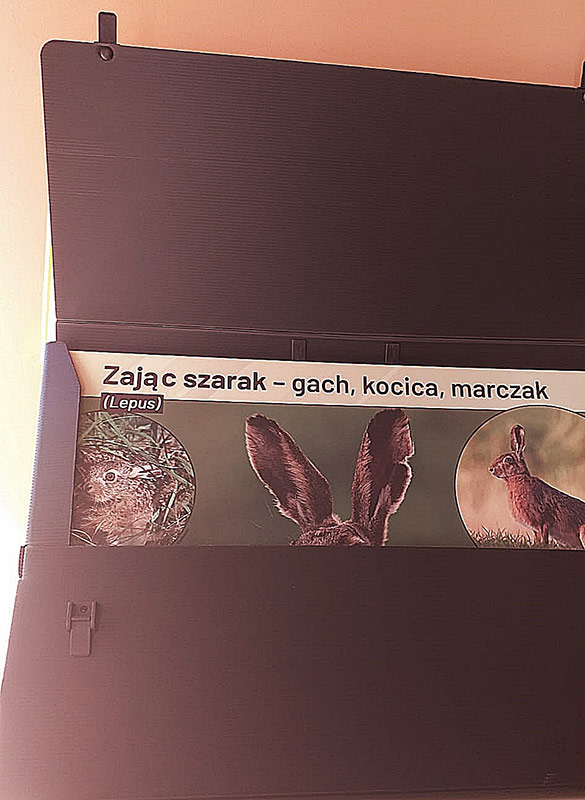 Zając szarak – gach, kocica, marczak
(Lepus)